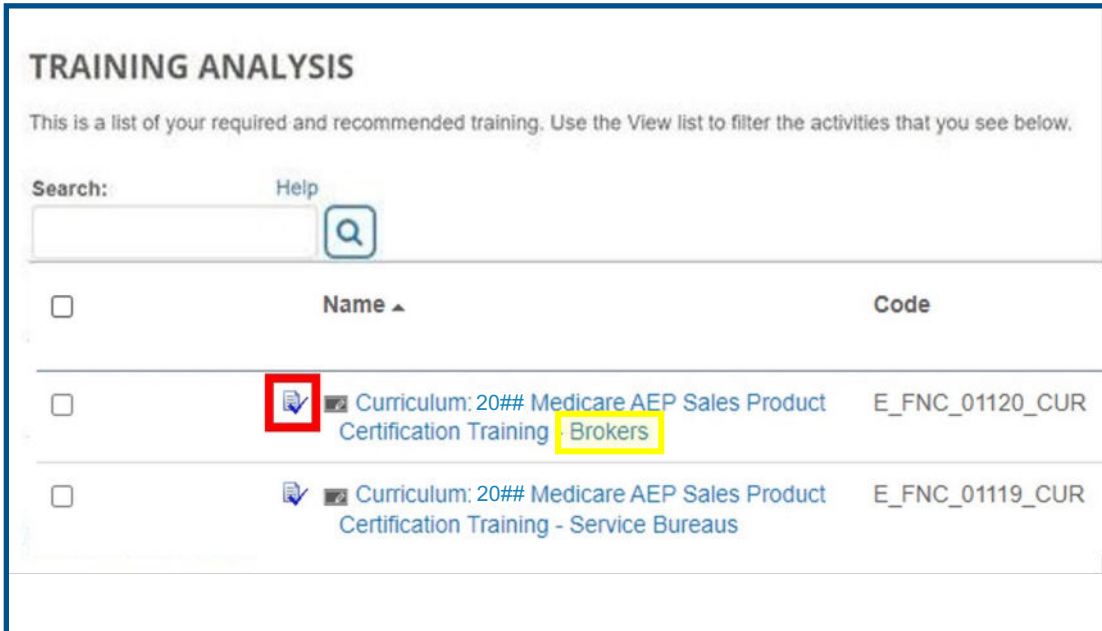 TRAINING ANALYSIS
This is a list of your required and recommended training. Use the View list to filter the activities that you see below.
Search: Help
Name Code
Curriculum: 20## Medicare AEP Sales Product E_FNC_01120_CUR
Certification Training - Brokers
Curriculum: 20## Medicare AEP Sales Product E_FNC_01119_CUR
Certification Training - Service Bureaus